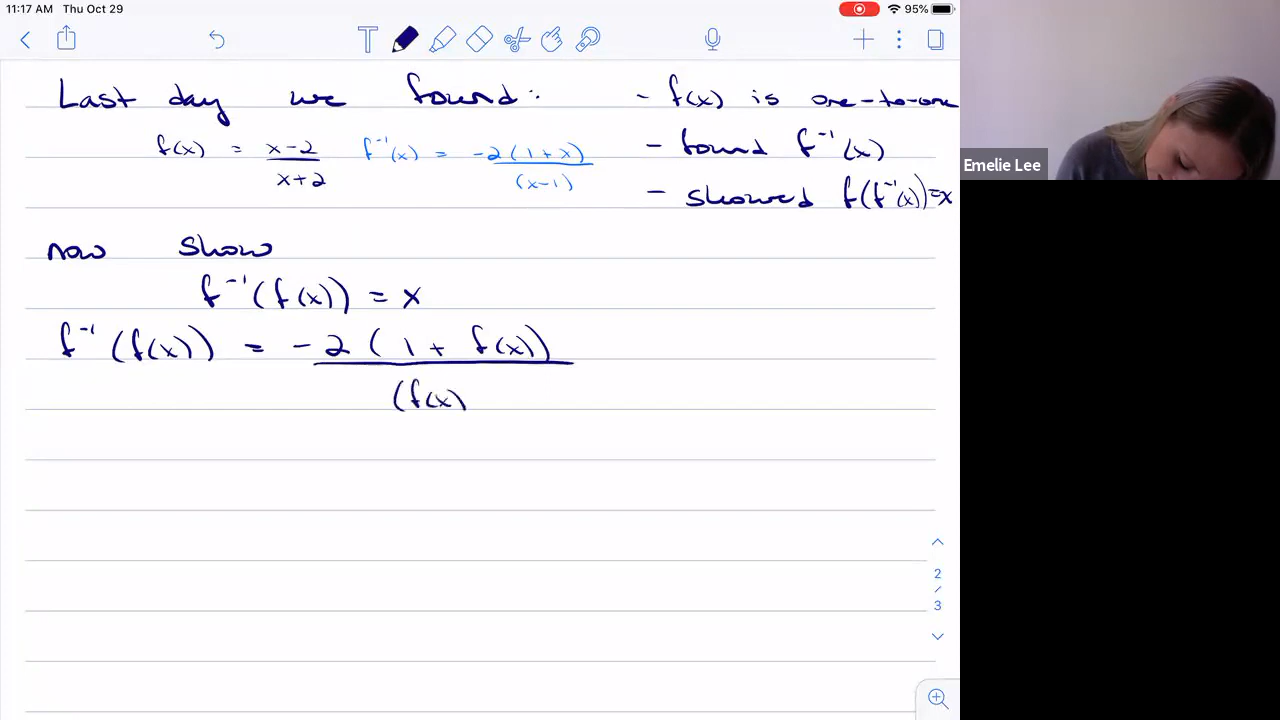 11:17 AM Thu Oct 29 95%
T
Last day we found: - f(x) is one-to-one
f(x) = x-2 / x+2 f⁻¹(x) = -2(1+x) / (x-1) - found f⁻¹(x)
- showed f(f⁻¹(x))=x
now show
f⁻¹(f(x)) = x
f⁻¹(f(x)) = -2(1+ f(x)) / (f(x)
2
/
3
Emelie Lee